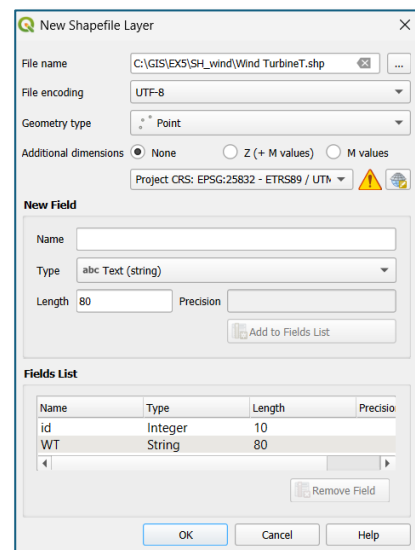 New Shapefile Layer
File name C:\GIS\EX5\SH_wind\Wind TurbineT.shp ...
File encoding UTF-8
Geometry type Point
Additional dimensions None Z (+ M values) M values
Project CRS: EPSG:25832 - ETRS89 / UTM
New Field
Name
Type abc Text (string)
Length 80 Precision
Add to Fields List
Fields List
Name Type Length Precisio
id Integer 10
WT String 80
Remove Field
OK Cancel Help